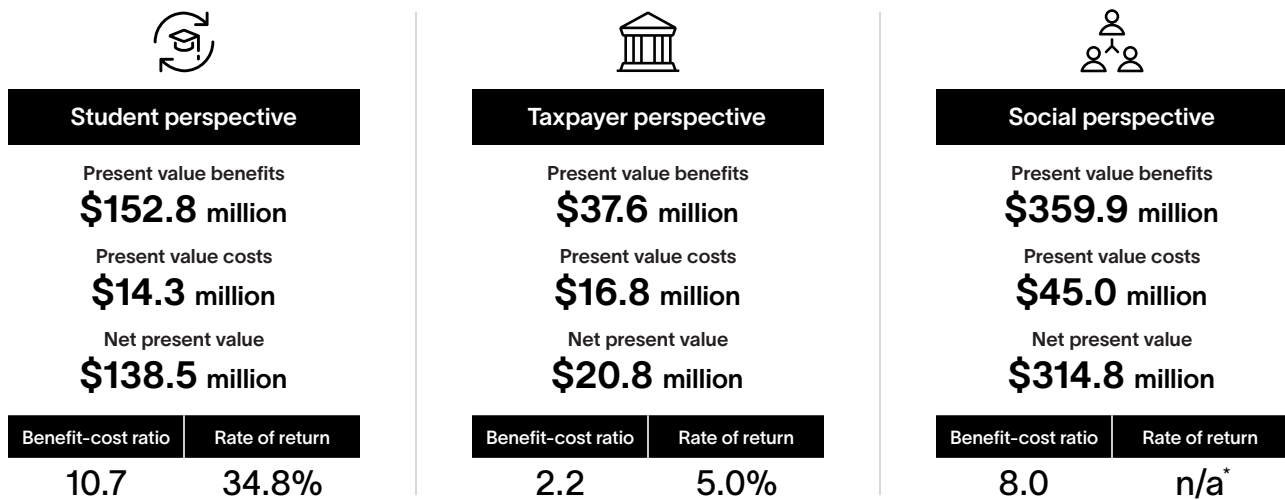 Student perspective
Present value benefits
$152.8 million
Present value costs
$14.3 million
Net present value
$138.5 million
Benefit-cost ratio Rate of return
10.7 34.8%
Taxpayer perspective
Present value benefits
$37.6 million
Present value costs
$16.8 million
Net present value
$20.8 million
Benefit-cost ratio Rate of return
2.2 5.0%
Social perspective
Present value benefits
$359.9 million
Present value costs
$45.0 million
Net present value
$314.8 million
Benefit-cost ratio Rate of return
8.0 n/a*